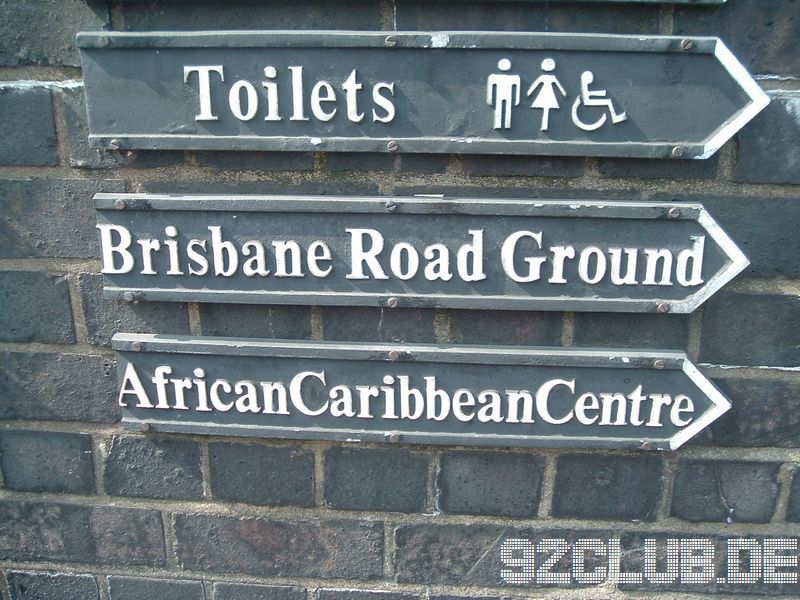 Toilets
Brisbane Road Ground
AfricanCaribbeanCentre
92CLUB.DE